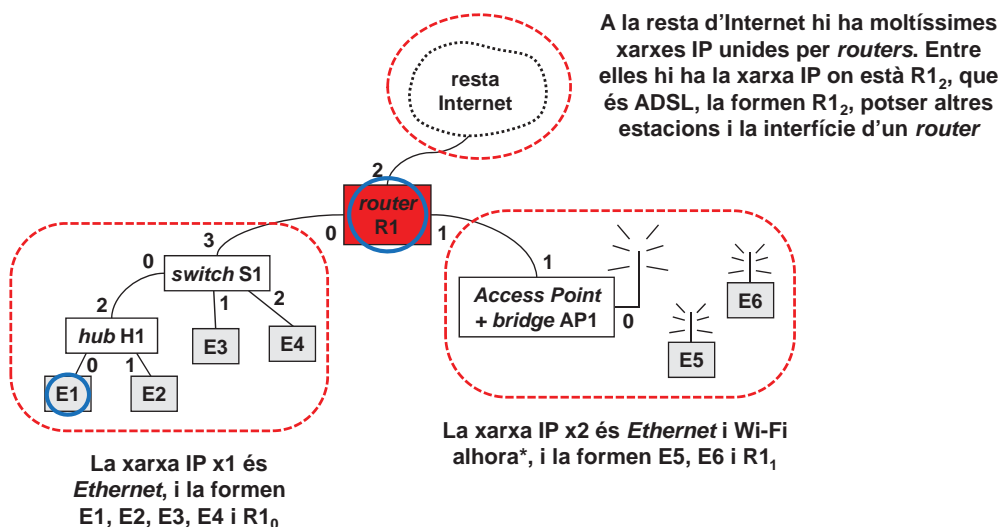 A la resta d'Internet hi ha moltíssimes
xarxes IP unides per routers. Entre
elles hi ha la xarxa IP on està R1₂, que
és ADSL, la formen R1₂, potser altres
estacions i la interfície d'un router
resta
Internet
2
router
R1
0
1
3
0
switch S1
1
2
2
hub H1
0
1
E1
E2
E3
E4
1
Access Point
+ bridge AP1
0
E5
E6
La xarxa IP x1 és
Ethernet, i la formen
E1, E2, E3, E4 i R1₀
La xarxa IP x2 és Ethernet i Wi-Fi
alhora*, i la formen E5, E6 i R1₁